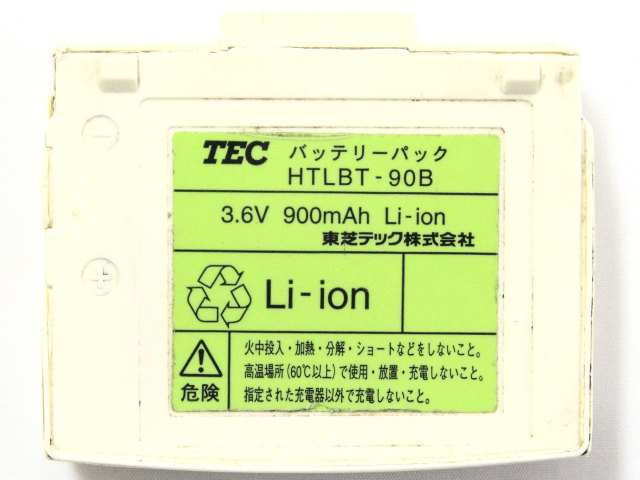 TEC バッテリーパック
HTLBT-90B
3.6V 900mAh Li-ion
東芝テック株式会社
Li-ion
危険
火中投入・加熱・分解・ショートなどをしないこと。
高温場所(60℃以上)で使用・放置・充電しないこと。
指定された充電器以外で充電しないこと。